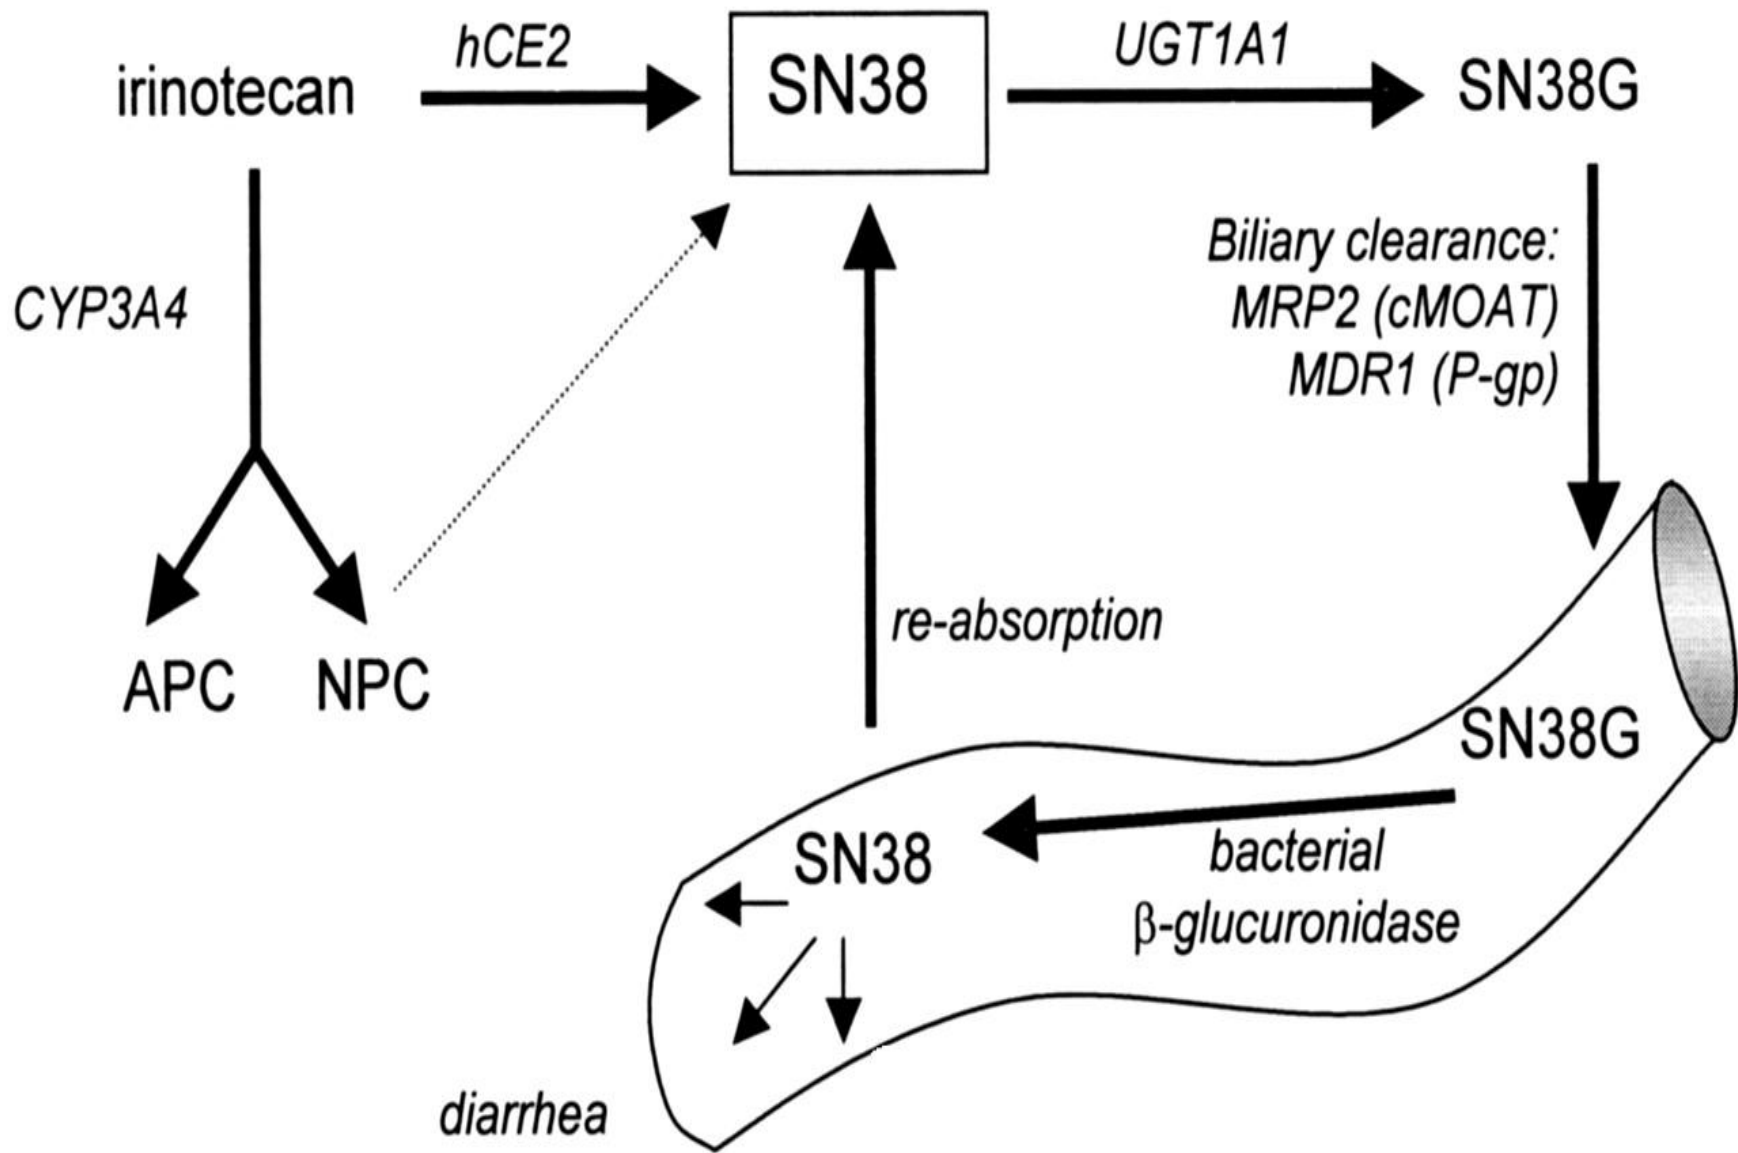 hCE2
UGT1A1
irinotecan
SN38
SN38G
Biliary clearance:
CYP3A4
MRP2 (cMOAT)
MDR1 (P-gp)
re-absorption
APC
NPC
SN38G
SN38
bacterial
β-glucuronidase
diarrhea